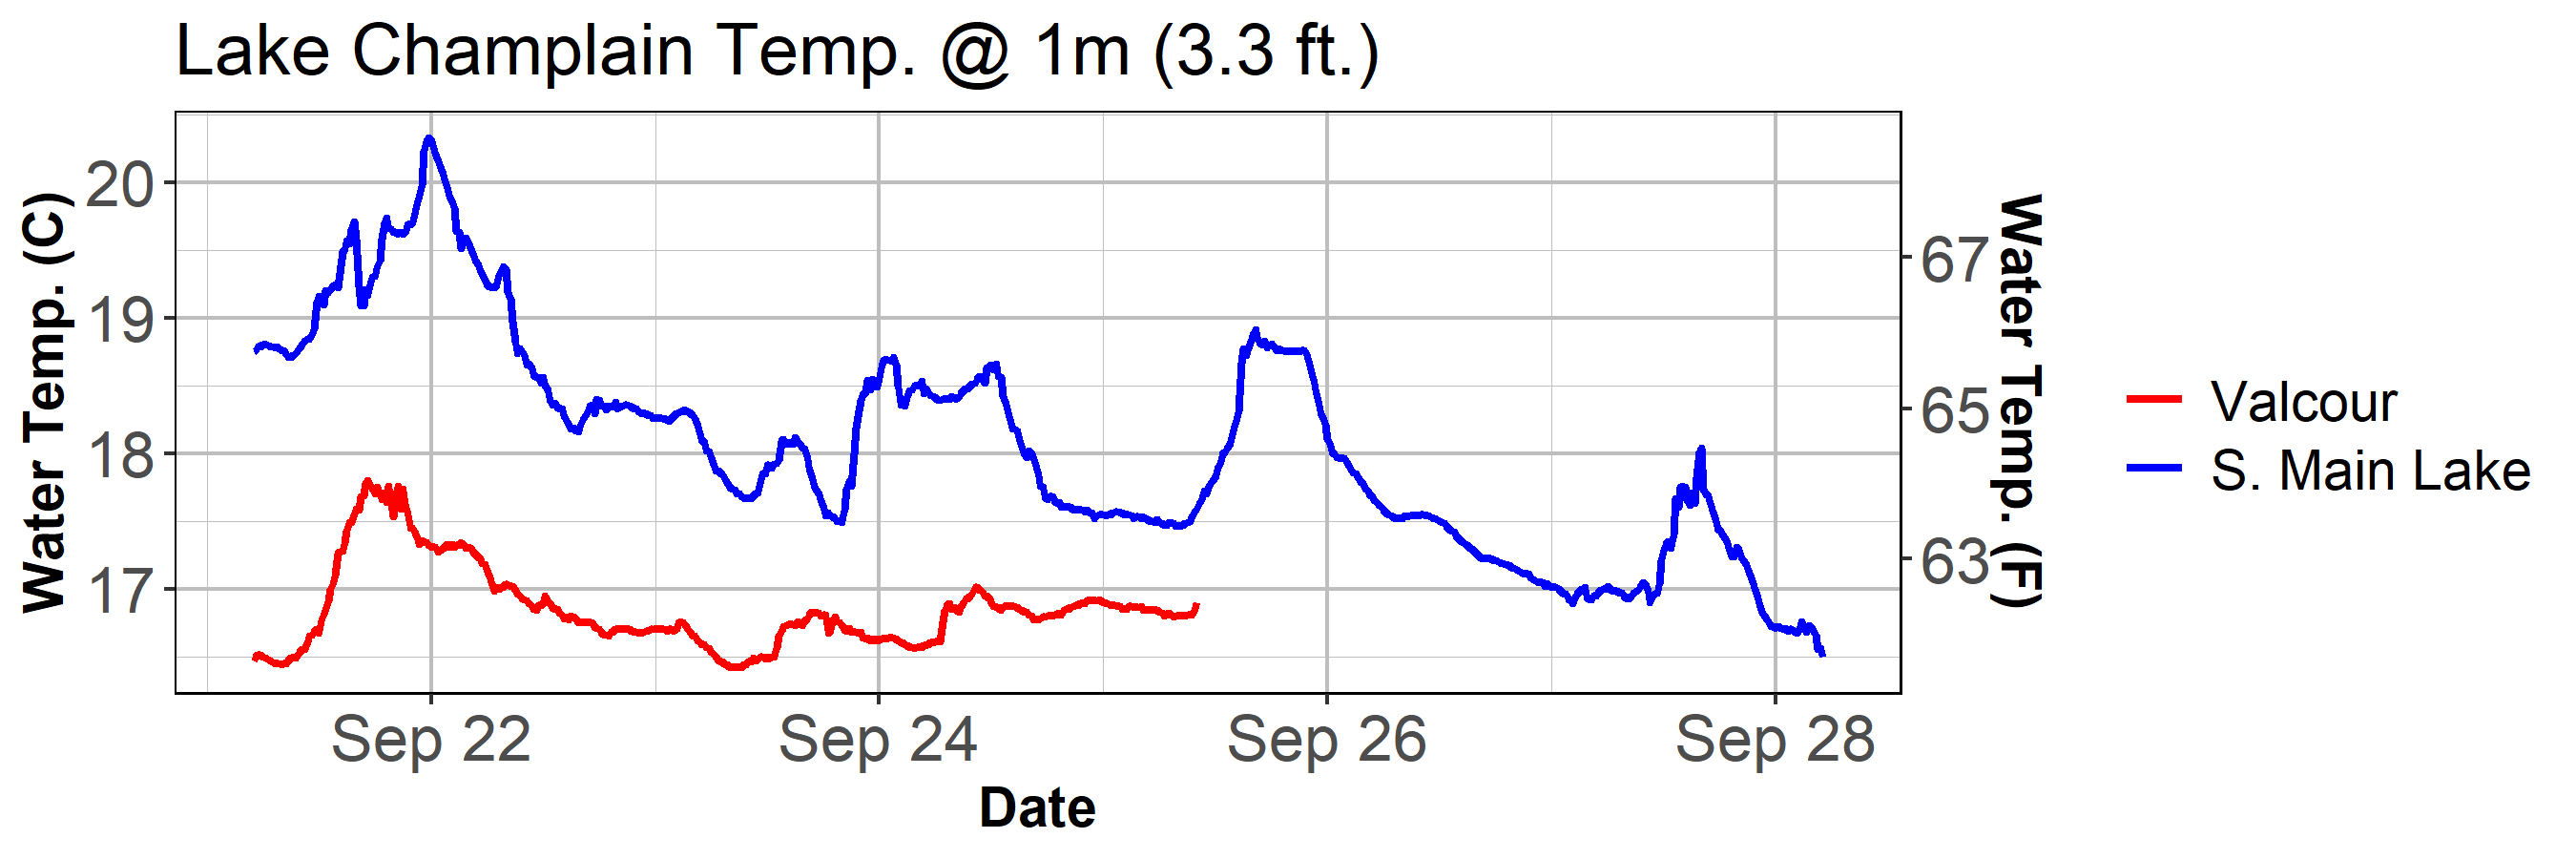 Lake Champlain Temp. @ 1m (3.3 ft.)
Water Temp. (C)
20
19
18
17
67
65
63
Water Temp. (F)
Valcour
S. Main Lake
Sep 22
Sep 24
Sep 26
Sep 28
Date